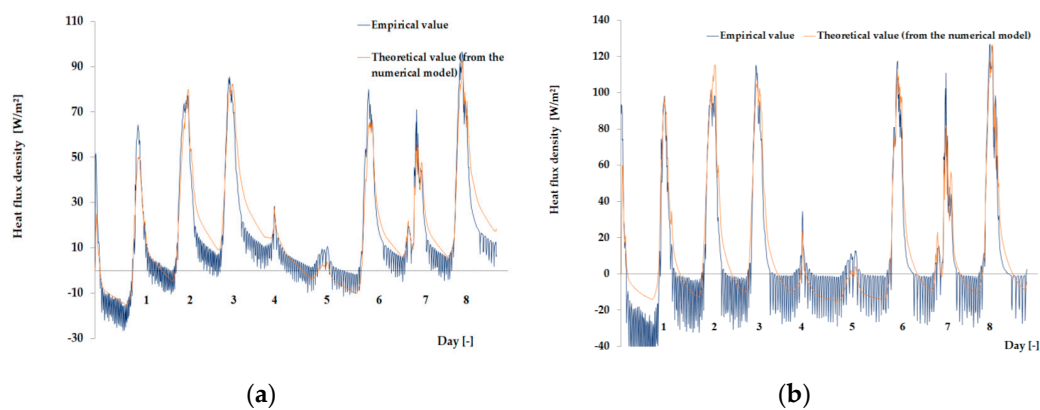 110
90
70
50
30
10
-10
-30
Heat flux density [W/m²]
Empirical value
Theoretical value (from the
numerical model)
1 2 3 4 5 6 7 8
Day [-]
(a)
140
120
100
80
60
40
20
0
-20
-40
Heat flux density [W/m²]
Empirical value Theoretical value (from the numerical model)
1 2 3 4 5 6 7 8
Day [-]
(b)